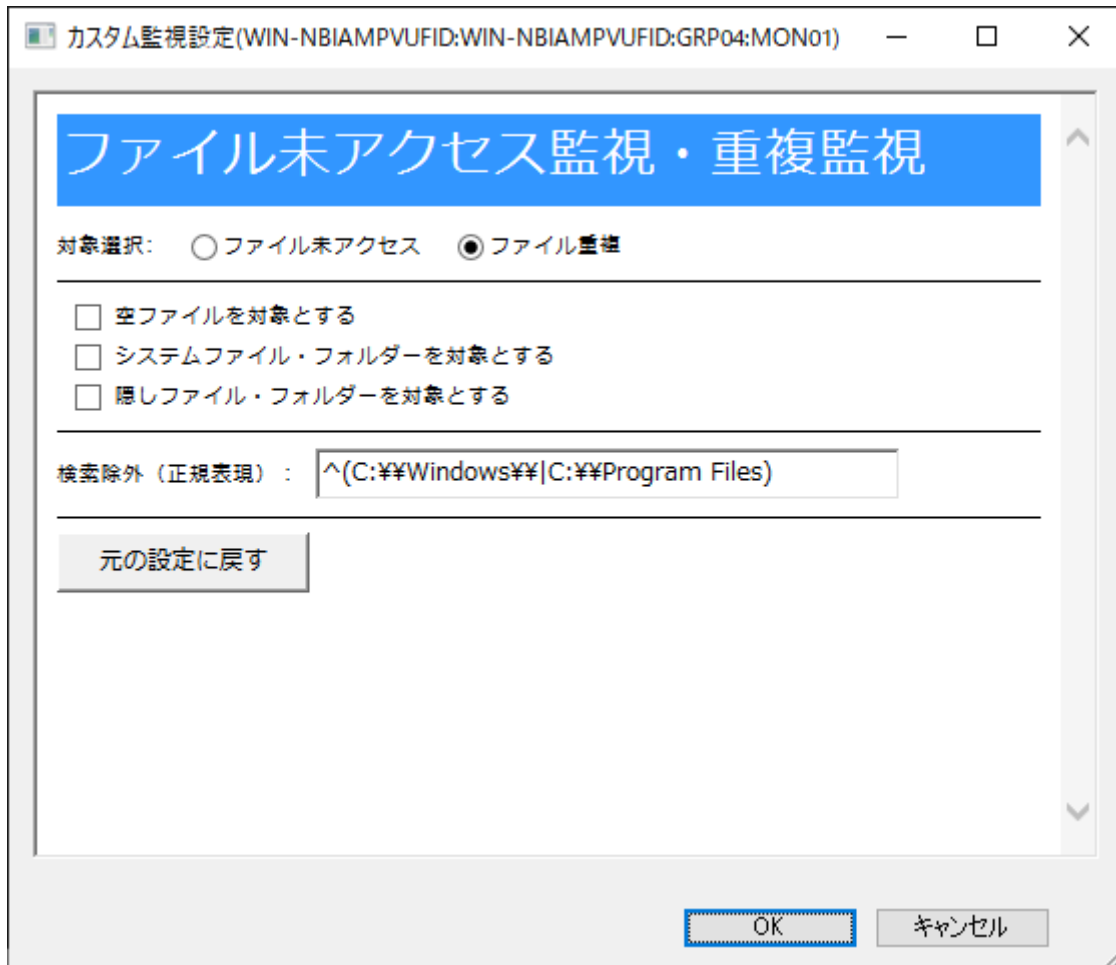 カスタム監視設定(WIN-NBIAMPVUFID:WIN-NBIAMPVUFID:GRP04:MON01)
ファイル未アクセス監視・重複監視
対象選択: ファイル未アクセス ファイル重複
空ファイルを対象とする
システムファイル・フォルダーを対象とする
隠しファイル・フォルダーを対象とする
検索除外（正規表現）: ^(C:¥¥Windows¥¥|C:¥¥Program Files)
元の設定に戻す
OK キャンセル